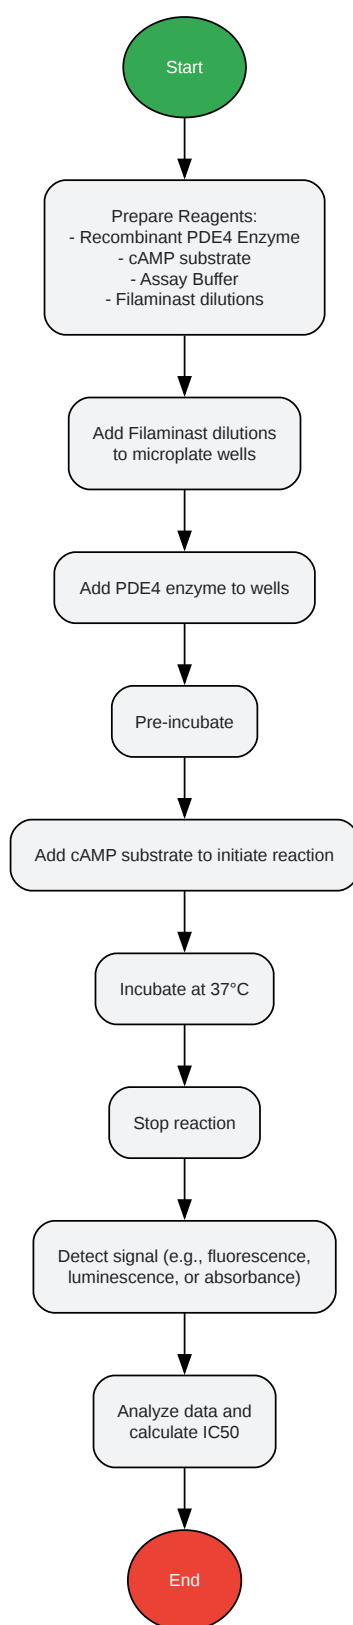 Start
Prepare Reagents:
- Recombinant PDE4 Enzyme
- cAMP substrate
- Assay Buffer
- Filaminast dilutions
Add Filaminast dilutions
to microplate wells
Add PDE4 enzyme to wells
Pre-incubate
Add cAMP substrate to initiate reaction
Incubate at 37°C
Stop reaction
Detect signal (e.g., fluorescence,
luminescence, or absorbance)
Analyze data and
calculate IC50
End